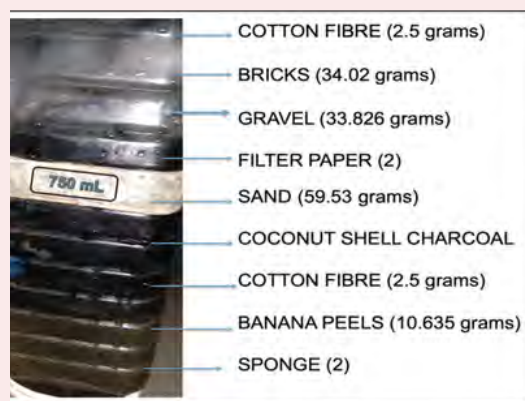 COTTON FIBRE (2.5 grams)
BRICKS (34.02 grams)
GRAVEL (33.826 grams)
FILTER PAPER (2)
750 mL
SAND (59.53 grams)
COCONUT SHELL CHARCOAL
COTTON FIBRE (2.5 grams)
BANANA PEELS (10.635 grams)
SPONGE (2)